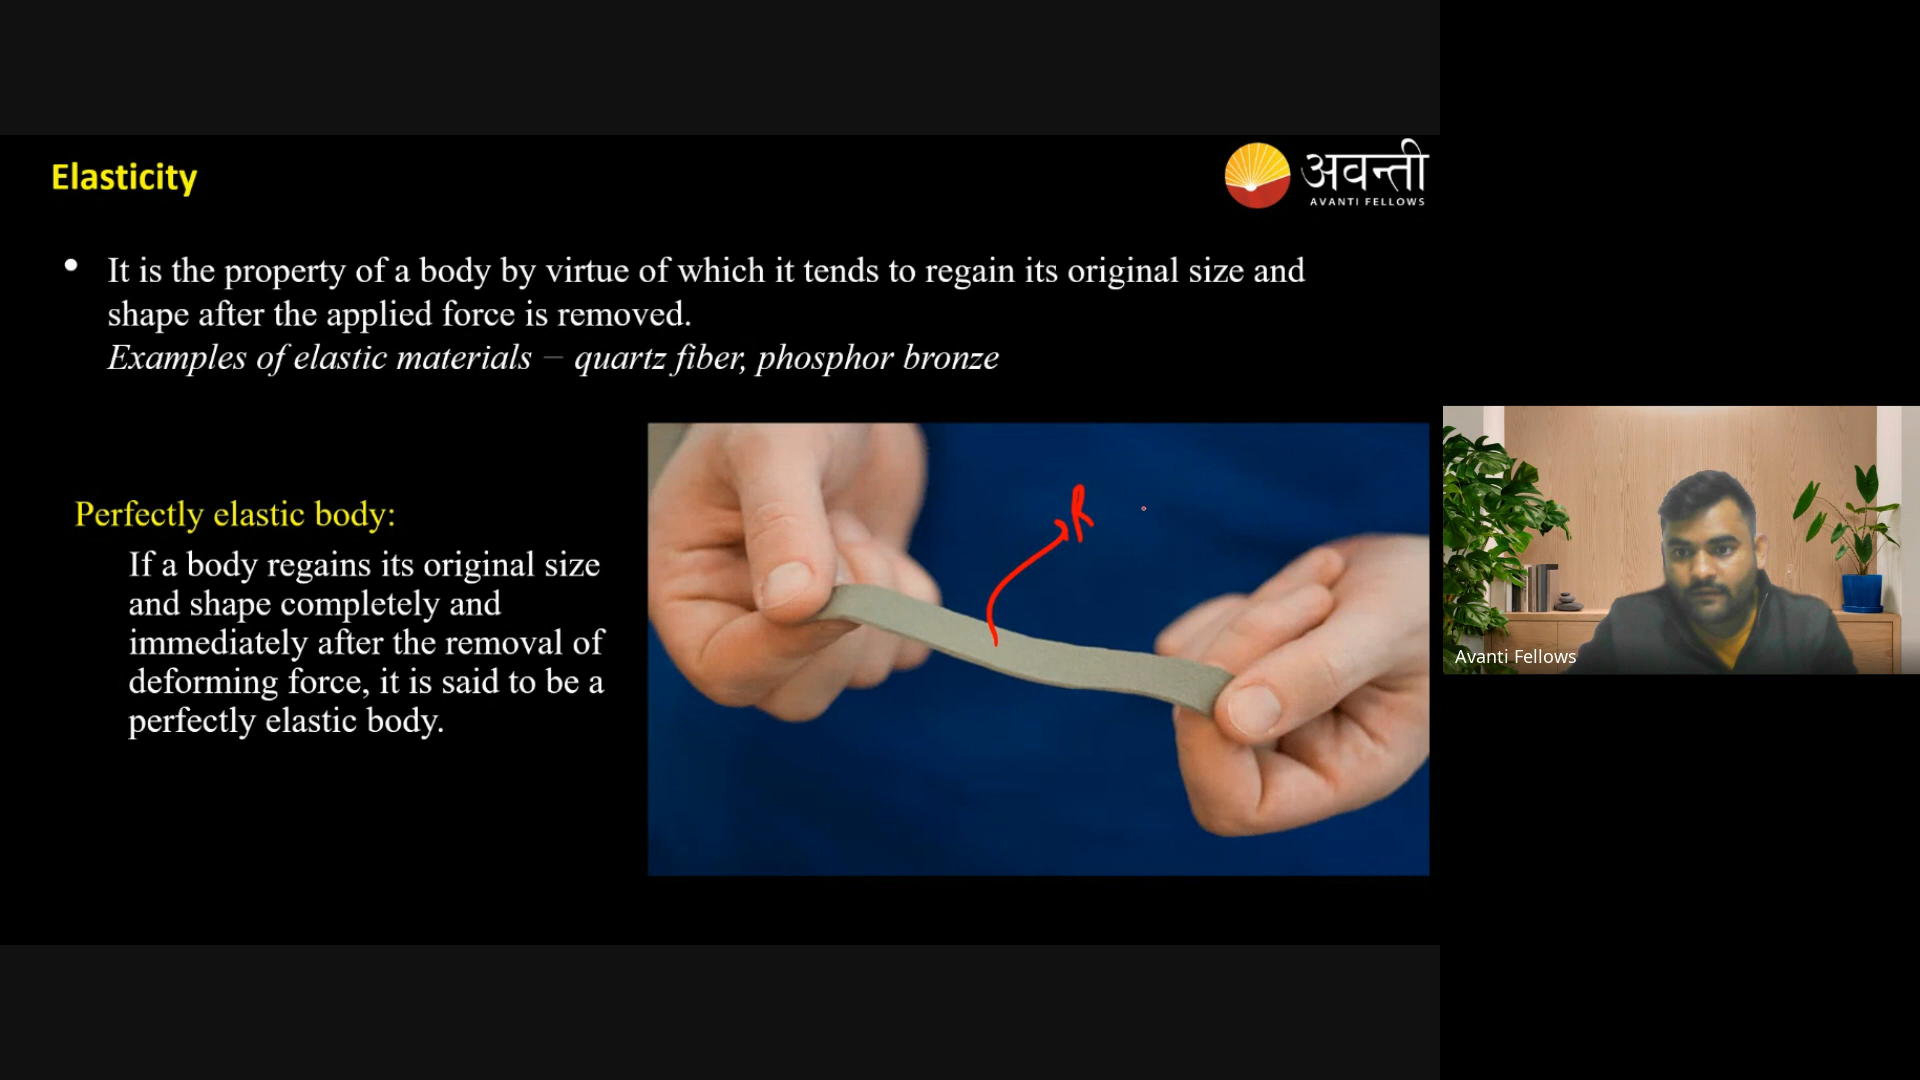 Elasticity
अवन्ती
AVANTI FELLOWS
• It is the property of a body by virtue of which it tends to regain its original size and
shape after the applied force is removed.
Examples of elastic materials – quartz fiber, phosphor bronze
Perfectly elastic body:
If a body regains its original size
and shape completely and
immediately after the removal of
deforming force, it is said to be a
perfectly elastic body.
R
Avanti Fellows